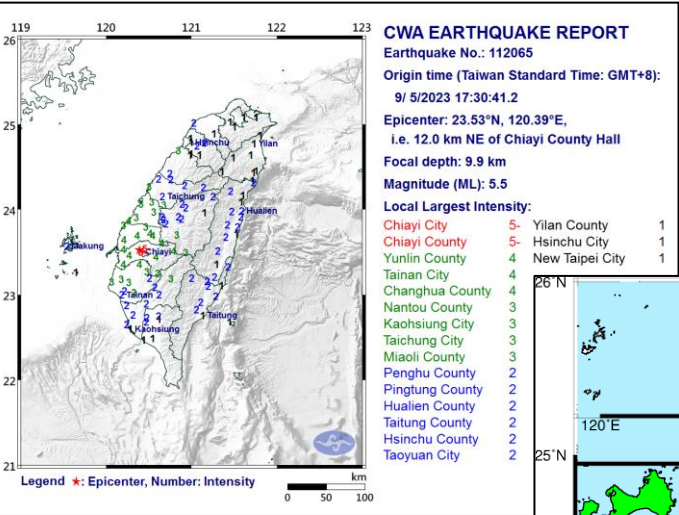 119 120 121 122 123
26
25
24
23
22
21
Hsinchu
Yilan
Taichung
Hualien
Chiayi
Tainan
Taitung
Kaohsiung
Legend ★: Epicenter, Number: Intensity
km
0 50 100
CWA EARTHQUAKE REPORT
Earthquake No.: 112065
Origin time (Taiwan Standard Time: GMT+8):
9/ 5/2023 17:30:41.2
Epicenter: 23.53°N, 120.39°E,
i.e. 12.0 km NE of Chiayi County Hall
Focal depth: 9.9 km
Magnitude (ML): 5.5
Local Largest Intensity:
Chiayi City 5- Yilan County 1
Chiayi County 5- Hsinchu City 1
Yunlin County 4 New Taipei City 1
Tainan City 4
Changhua County 4
Nantou County 3
Kaohsiung City 3
Taichung City 3
Miaoli County 3
Penghu County 2
Pingtung County 2
Hualien County 2
Taitung County 2
Hsinchu County 2
Taoyuan City 2
26°N
120°E
25°N